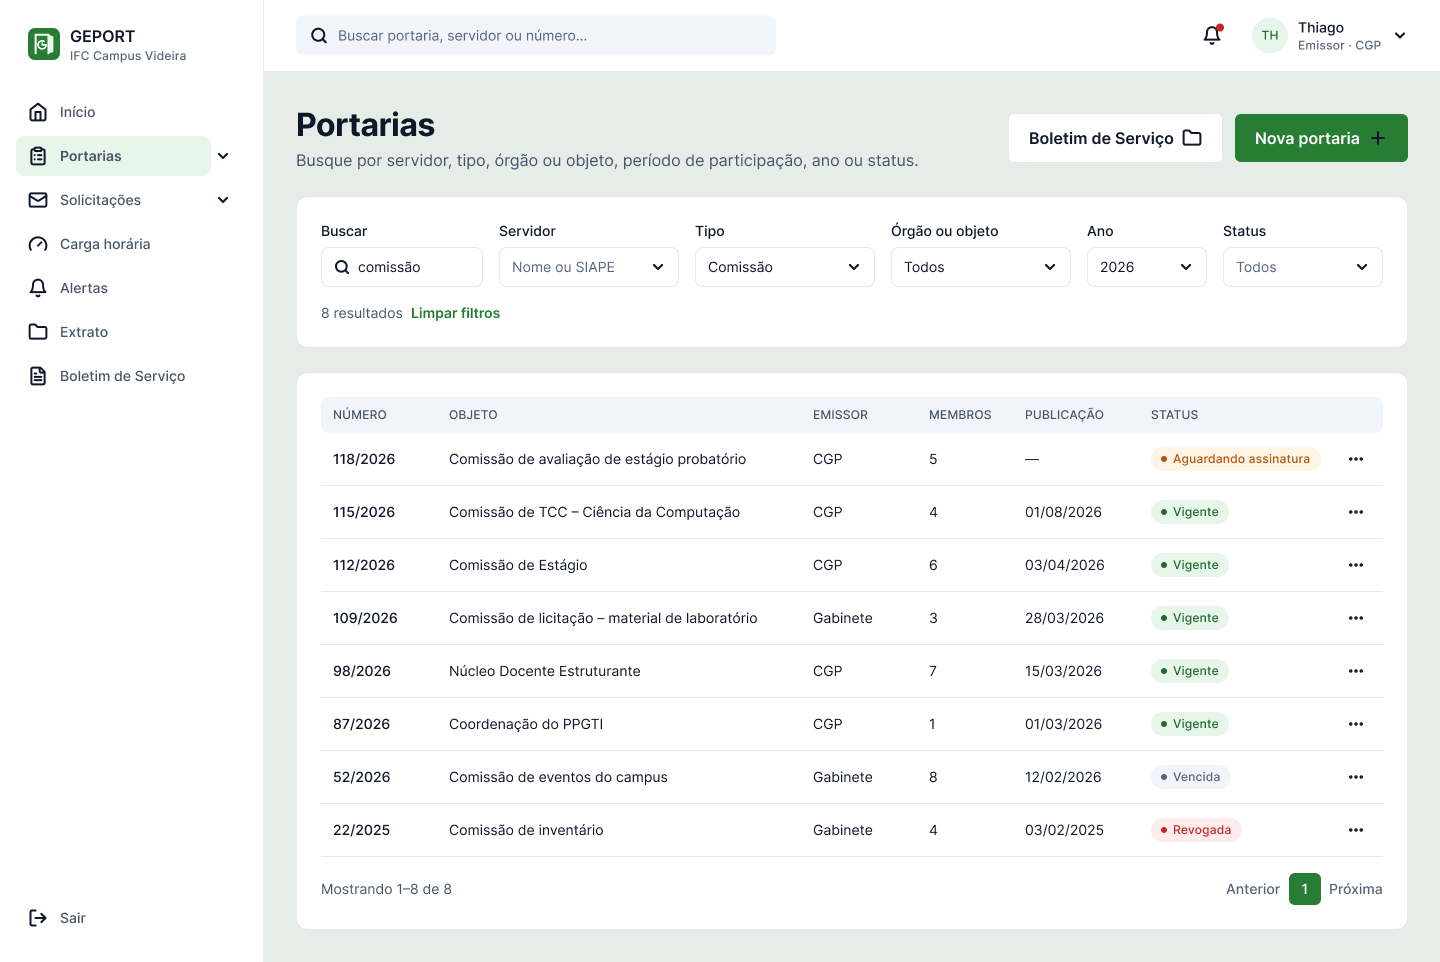 GEPORT
IFC Campus Videira
Início
Portarias
Solicitações
Carga horária
Alertas
Extrato
Boletim de Serviço
Sair
Buscar portaria, servidor ou número...
TH
Thiago
Emissor · CGP
Portarias
Busque por servidor, tipo, órgão ou objeto, período de participação, ano ou status.
Boletim de Serviço
Nova portaria
Buscar Servidor Tipo Órgão ou objeto Ano Status
comissão Nome ou SIAPE Comissão Todos 2026 Todos
8 resultados Limpar filtros
NÚMERO OBJETO EMISSOR MEMBROS PUBLICAÇÃO STATUS
118/2026 Comissão de avaliação de estágio probatório CGP 5 — Aguardando assinatura
115/2026 Comissão de TCC – Ciência da Computação CGP 4 01/08/2026 Vigente
112/2026 Comissão de Estágio CGP 6 03/04/2026 Vigente
109/2026 Comissão de licitação – material de laboratório Gabinete 3 28/03/2026 Vigente
98/2026 Núcleo Docente Estruturante CGP 7 15/03/2026 Vigente
87/2026 Coordenação do PPGTI CGP 1 01/03/2026 Vigente
52/2026 Comissão de eventos do campus Gabinete 8 12/02/2026 Vencida
22/2025 Comissão de inventário Gabinete 4 03/02/2025 Revogada
Mostrando 1–8 de 8
Anterior 1 Próxima